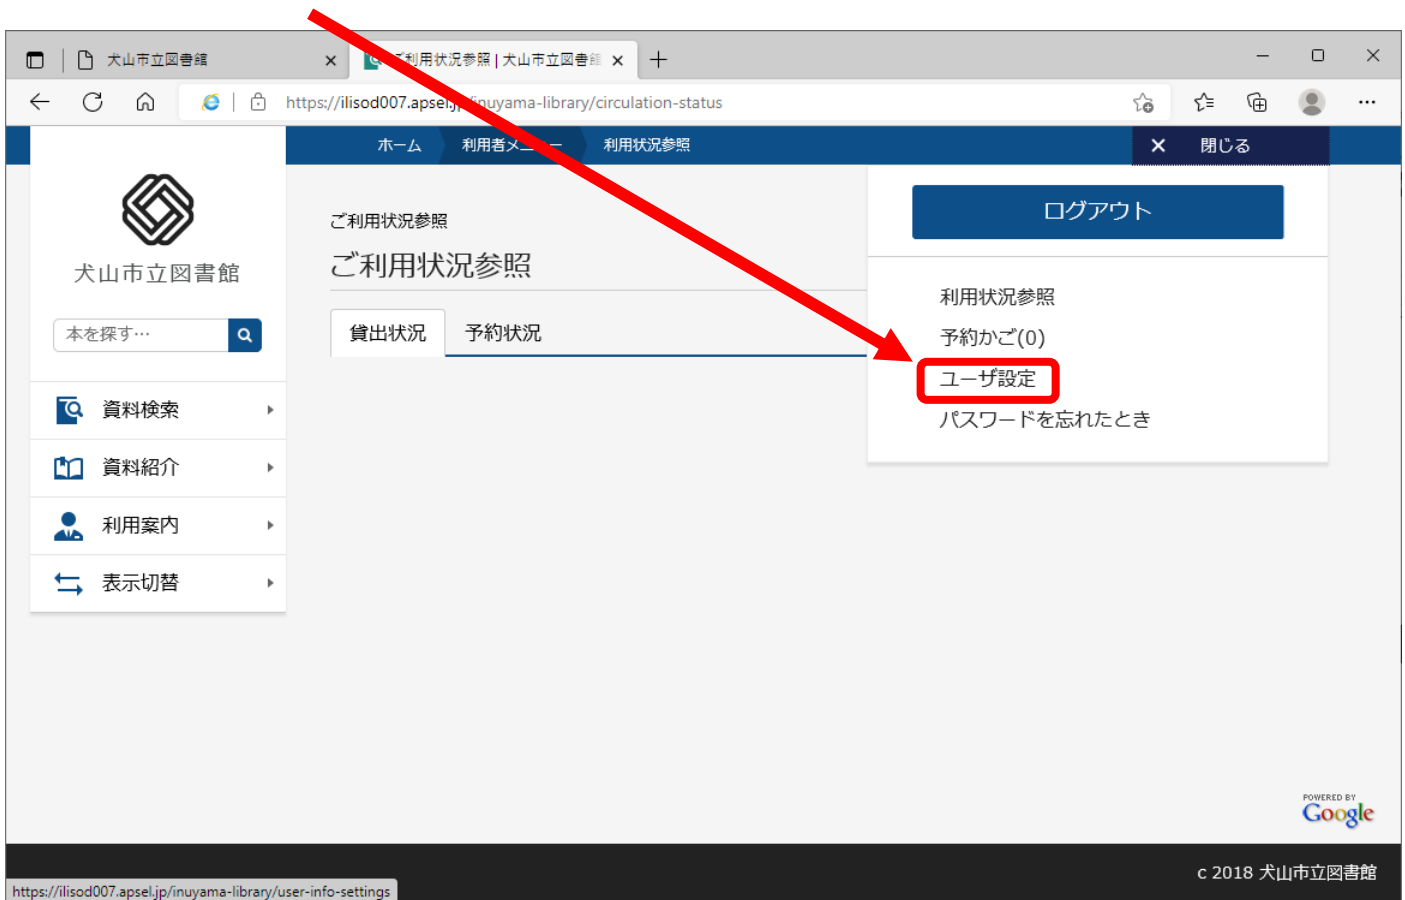 犬山市立図書館
ご利用状況参照 | 犬山市立図書館
https://ilisod007.apsel.jp/inuyama-library/circulation-status
ホーム
利用者メニュー
利用状況参照
閉じる
犬山市立図書館
本を探す…
資料検索
資料紹介
利用案内
表示切替
ご利用状況参照
ご利用状況参照
貸出状況
予約状況
ログアウト
利用状況参照
予約かご(0)
ユーザ設定
パスワードを忘れたとき
POWERED BY
Google
c 2018 犬山市立図書館
https://ilisod007.apsel.jp/inuyama-library/user-info-settings